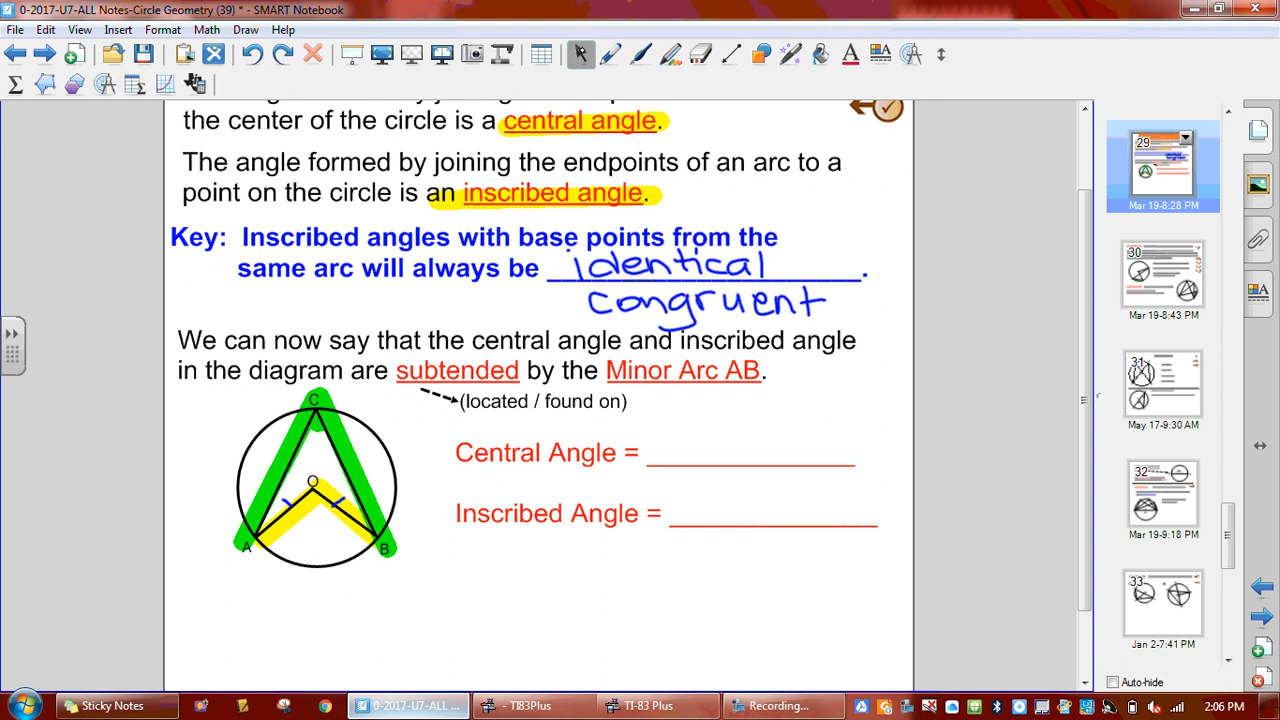 0-2017-U7-ALL Notes-Circle Geometry (39) * - SMART Notebook
File Edit View Insert Format Math Draw Help
the center of the circle is a central angle.
The angle formed by joining the endpoints of an arc to a
point on the circle is an inscribed angle.
Key: Inscribed angles with base points from the
same arc will always be identical.
congruent
We can now say that the central angle and inscribed angle
in the diagram are subtended by the Minor Arc AB.
(located / found on)
C
O
A
B
Central Angle = ______________
Inscribed Angle = ______________
29
Mar 19-8:28 PM
30
Mar 19-8:43 PM
31
May 17-9:30 AM
32
Mar 19-9:18 PM
33
Jan 2-7:41 PM
Auto-hide
Sticky Notes
0-2017-U7-ALL ...
- TI83Plus
TI-83 Plus
Recording...
2:06 PM